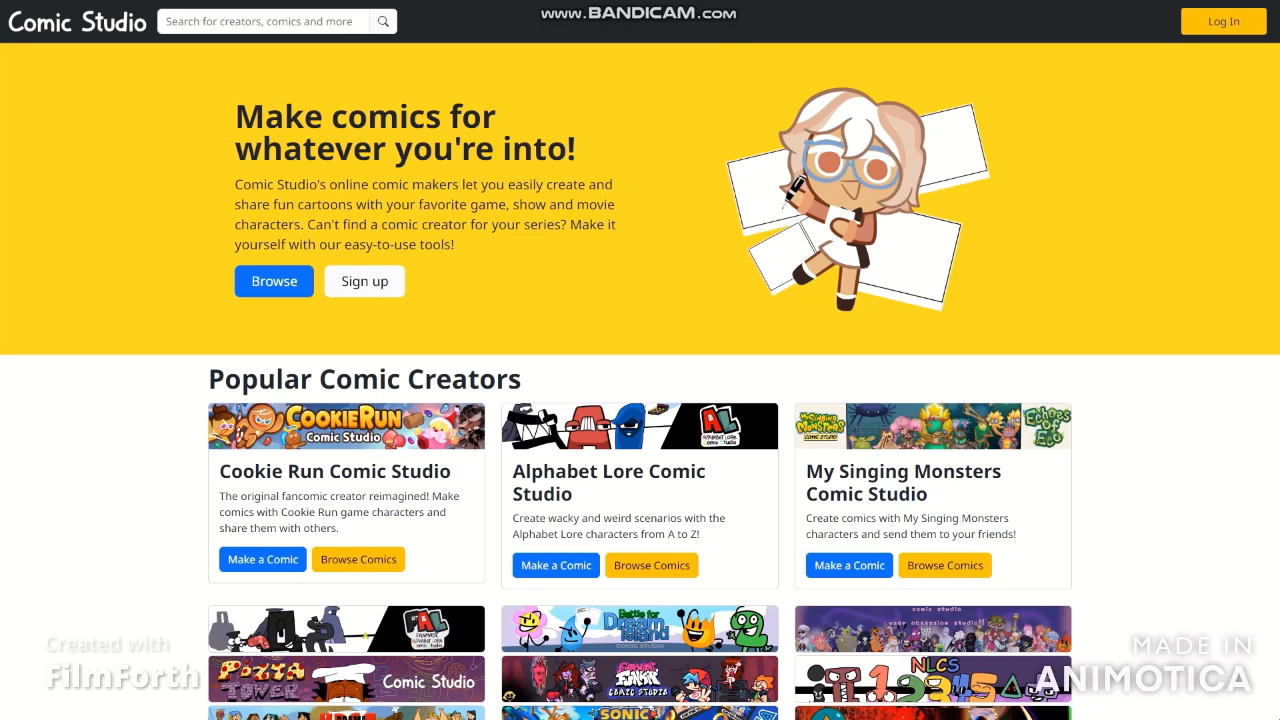 Comic Studio
Search for creators, comics and more
www.BANDICAM.com
Log In
Make comics for
whatever you're into!
Comic Studio's online comic makers let you easily create and
share fun cartoons with your favorite game, show and movie
characters. Can't find a comic creator for your series? Make it
yourself with our easy-to-use tools!
Browse
Sign up
Popular Comic Creators
COOKIERUN
Comic Studio
AL
ALPHABET LORE
Comic Studio
My Singing
Monsters
COMIC STUDIO
Echoes
of
Eco
Cookie Run Comic Studio
The original fancomic creator reimagined! Make
comics with Cookie Run game characters and
share them with others.
Make a Comic
Browse Comics
Alphabet Lore Comic
Studio
Create wacky and weird scenarios with the
Alphabet Lore characters from A to Z!
Make a Comic
Browse Comics
My Singing Monsters
Comic Studio
Create comics with My Singing Monsters
characters and send them to your friends!
Make a Comic
Browse Comics
AL
Battle for
Dream
Island
COMIC STUDIO
comic studio
PIZZA
TOWER
Comic Studio
FRIDAY NIGHT
FUNKIN
COMIC STUDIO
NLCS
12345
SONIC
Created with
FilmForth
MADE IN
ANIMOTICA